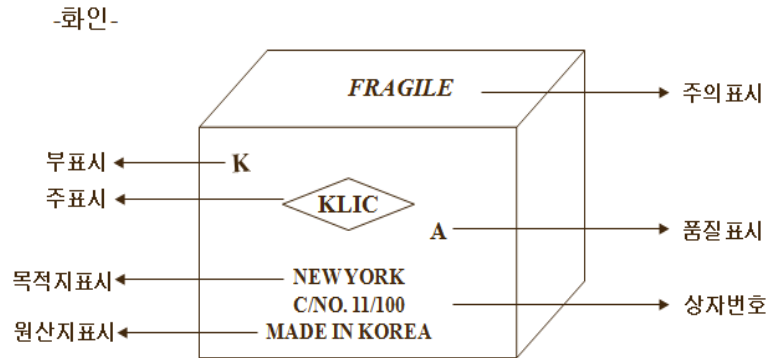 -화인-
FRAGILE
주의표시
부표시
K
주표시
KLIC
A
품질표시
목적지표시
NEW YORK
C/NO. 11/100
상자번호
원산지표시
MADE IN KOREA